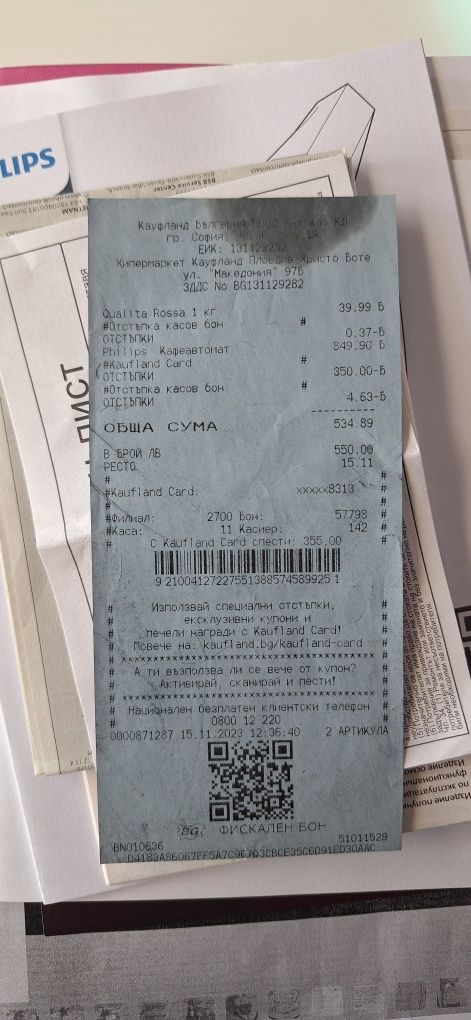 LIPS
BSB Service Center
Кауфланд България ЕООД енд Ко КД
гр. София,
ЕИК: 131129282
Хипермаркет Кауфланд Пловдив-Христо Боте
ул. "Македония" 97Б
ЗДДС No BG131129282
Qualita Rossa 1 кг 39.99 Б
#Отстъпка касов бон #
ОТСТЪПКИ 0.37-Б
Philips Кафеавтомат 849.90 Б
#Kaufland Card #
ОТСТЪПКИ 350.00-Б
#Отстъпка касов бон #
ОТСТЪПКИ 4.63-Б
ОБЩА СУМА 534.89
В БРОЙ ЛВ 550.00
РЕСТО 15.11
# #
#Kaufland Card: xxxxx8313 #
# #
#Филиал: 2700 Бон: 57798 #
#Каса: 11 Касиер: 142 #
# С Kaufland Card спести: 355,00 #
9 210041272275513885745899251
# Използвай специални отстъпки, #
# ексклузивни купони и #
# печели награди с Kaufland Card! #
# Повече на: kaufland.bg/kaufland-card #
# А ти възползва ли се вече от купон? #
# Активирай, сканирай и пести! #
# Национален безплатен клиентски телефон #
# 0800 12 220 #
0000871287 15.11.2023 12:36:40 2 АРТИКУЛА
BG ФИСКАЛЕН БОН
BN010636 51011529
D4183A86067FF5A7C96703CBCE35C6D91ED30AAC
ЛИСТ